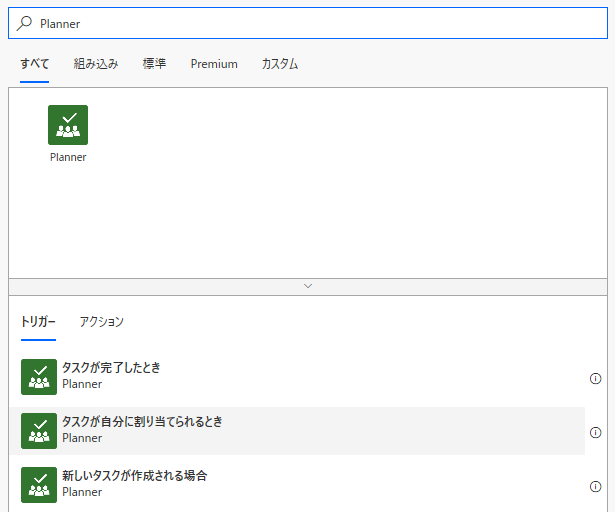 Planner
すべて 組み込み 標準 Premium カスタム
Planner
トリガー アクション
タスクが完了したとき
Planner
タスクが自分に割り当てられるとき
Planner
新しいタスクが作成される場合
Planner